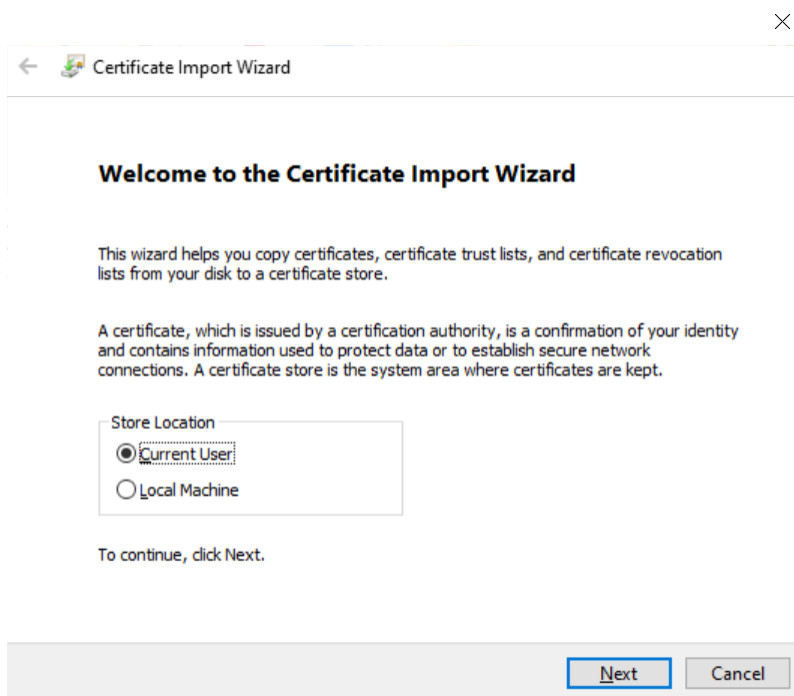 Certificate Import Wizard
Welcome to the Certificate Import Wizard
This wizard helps you copy certificates, certificate trust lists, and certificate revocation
lists from your disk to a certificate store.
A certificate, which is issued by a certification authority, is a confirmation of your identity
and contains information used to protect data or to establish secure network
connections. A certificate store is the system area where certificates are kept.
Store Location
Current User
Local Machine
To continue, click Next.
Next
Cancel